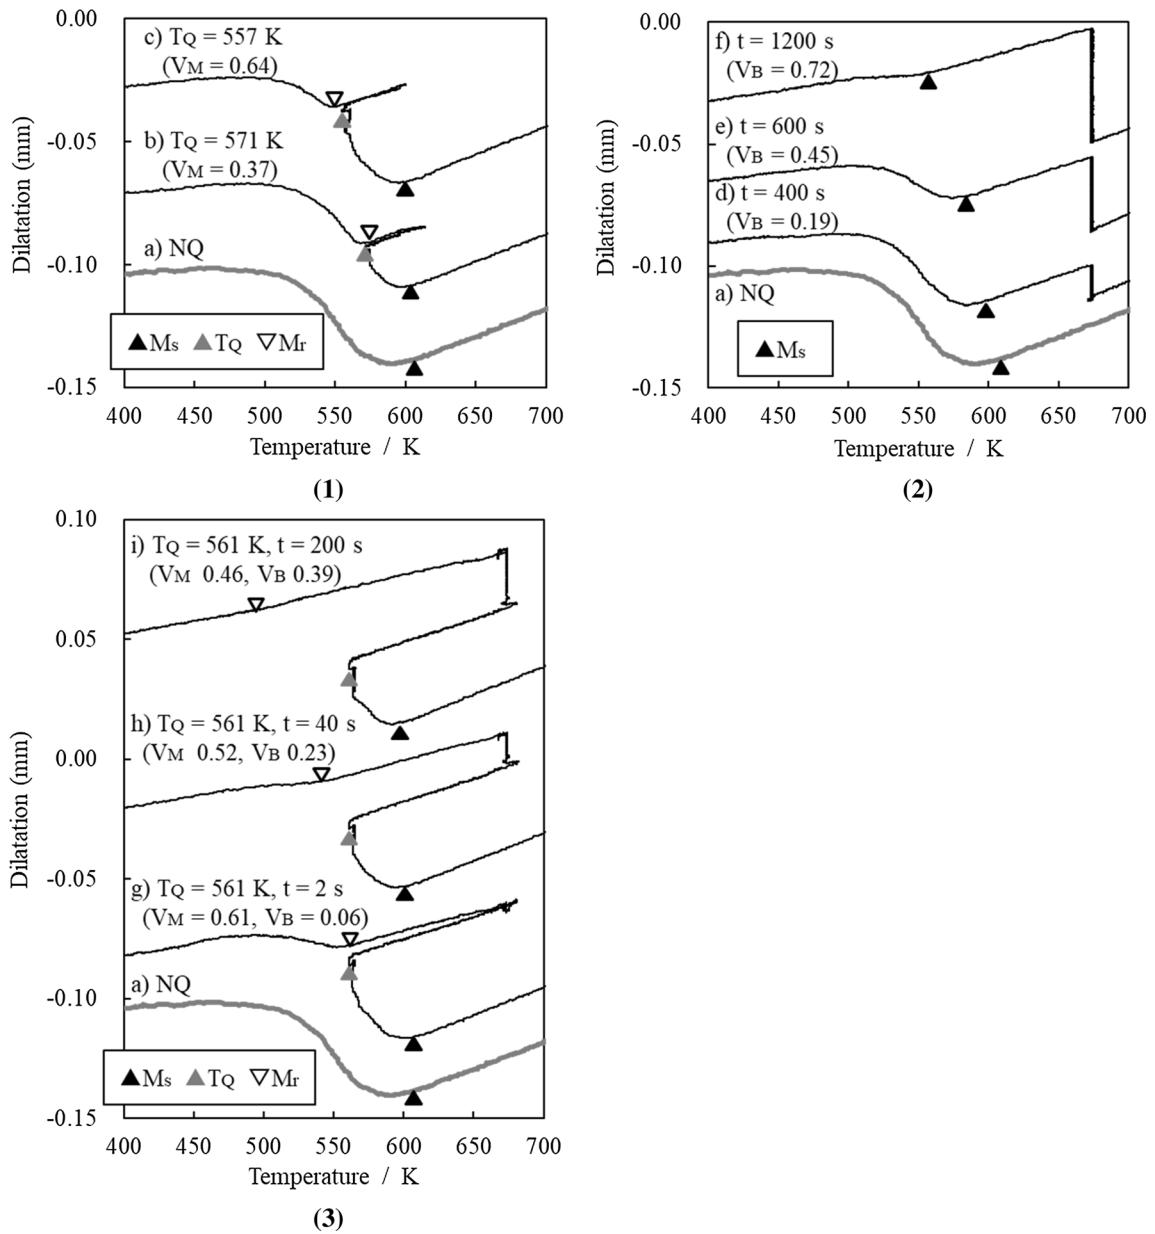 0.00
-0.05
-0.10
-0.15
Dilatation (mm)
c) TQ = 557 K
(VM = 0.64)
b) TQ = 571 K
(VM = 0.37)
a) NQ
Ms TQ Mr
400 450 500 550 600 650 700
Temperature / K
(1)
0.00
-0.05
-0.10
-0.15
Dilatation (mm)
f) t = 1200 s
(VB = 0.72)
e) t = 600 s
(VB = 0.45)
d) t = 400 s
(VB = 0.19)
a) NQ
Ms
400 450 500 550 600 650 700
Temperature / K
(2)
0.10
0.05
0.00
-0.05
-0.10
-0.15
Dilatation (mm)
i) TQ = 561 K, t = 200 s
(VM 0.46, VB 0.39)
h) TQ = 561 K, t = 40 s
(VM 0.52, VB 0.23)
g) TQ = 561 K, t = 2 s
(VM = 0.61, VB = 0.06)
a) NQ
Ms TQ Mr
400 450 500 550 600 650 700
Temperature / K
(3)